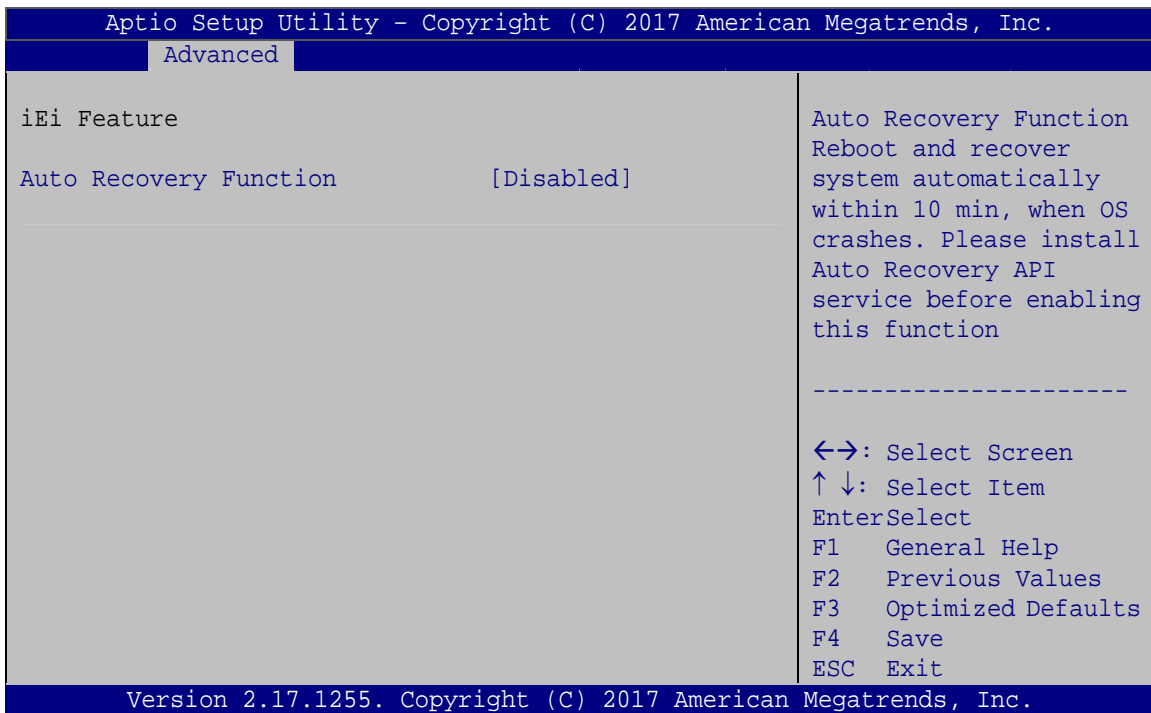 Aptio Setup Utility – Copyright (C) 2017 American Megatrends, Inc.
Advanced
iEi Feature
Auto Recovery Function [Disabled]
Auto Recovery Function
Reboot and recover
system automatically
within 10 min, when OS
crashes. Please install
Auto Recovery API
service before enabling
this function
----------------------
←→: Select Screen
↑ ↓: Select Item
EnterSelect
F1 General Help
F2 Previous Values
F3 Optimized Defaults
F4 Save
ESC Exit
Version 2.17.1255. Copyright (C) 2017 American Megatrends, Inc.